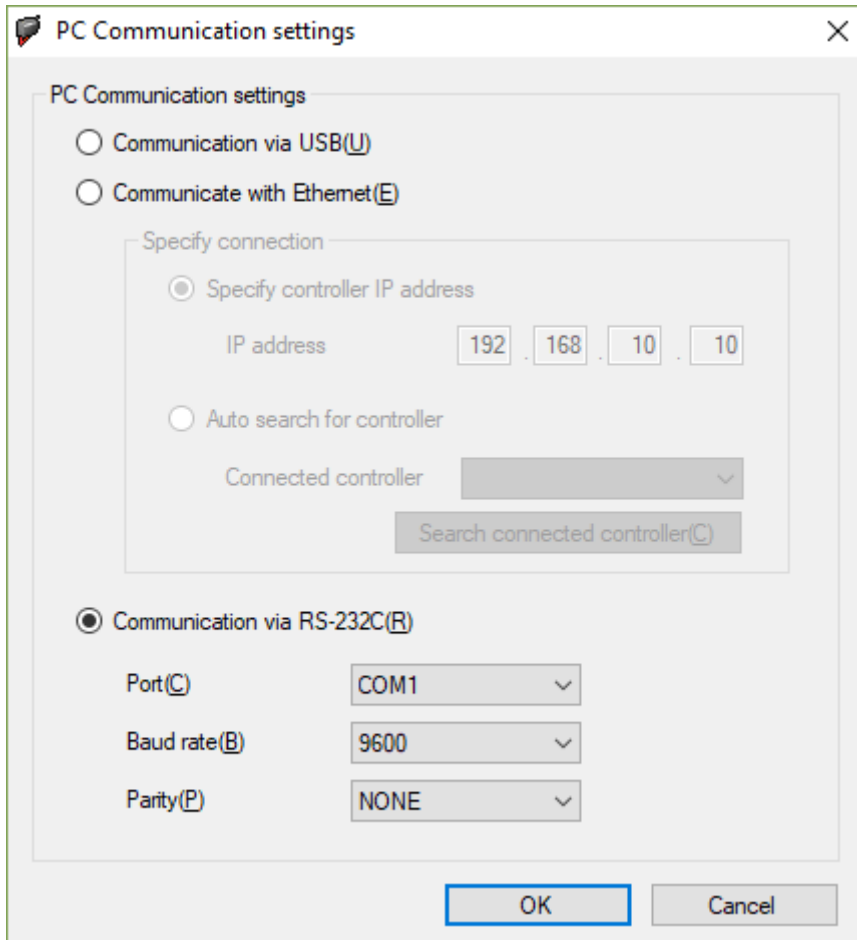 PC Communication settings
PC Communication settings
Communication via USB(U)
Communicate with Ethernet(E)
Specify connection
Specify controller IP address
IP address 192 . 168 . 10 . 10
Auto search for controller
Connected controller
Search connected controller(C)
Communication via RS-232C(R)
Port(C) COM1
Baud rate(B) 9600
Parity(P) NONE
OK Cancel